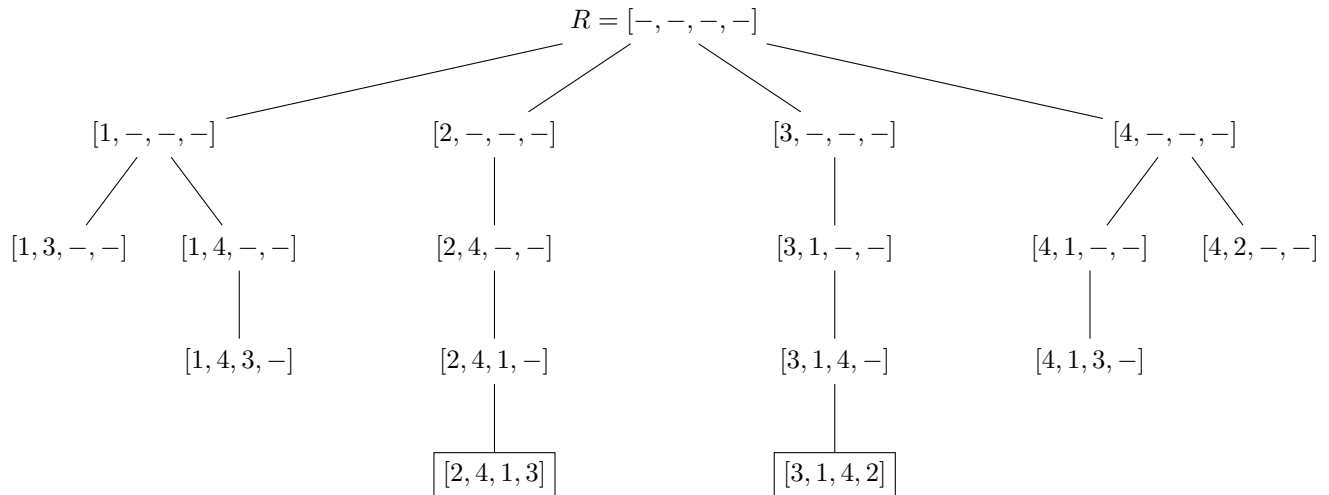 R = [−, −, −, −]
[1, −, −, −] [2, −, −, −] [3, −, −, −] [4, −, −, −]
[1, 3, −, −] [1, 4, −, −] [2, 4, −, −] [3, 1, −, −] [4, 1, −, −] [4, 2, −, −]
[1, 4, 3, −] [2, 4, 1, −] [3, 1, 4, −] [4, 1, 3, −]
[2, 4, 1, 3] [3, 1, 4, 2]